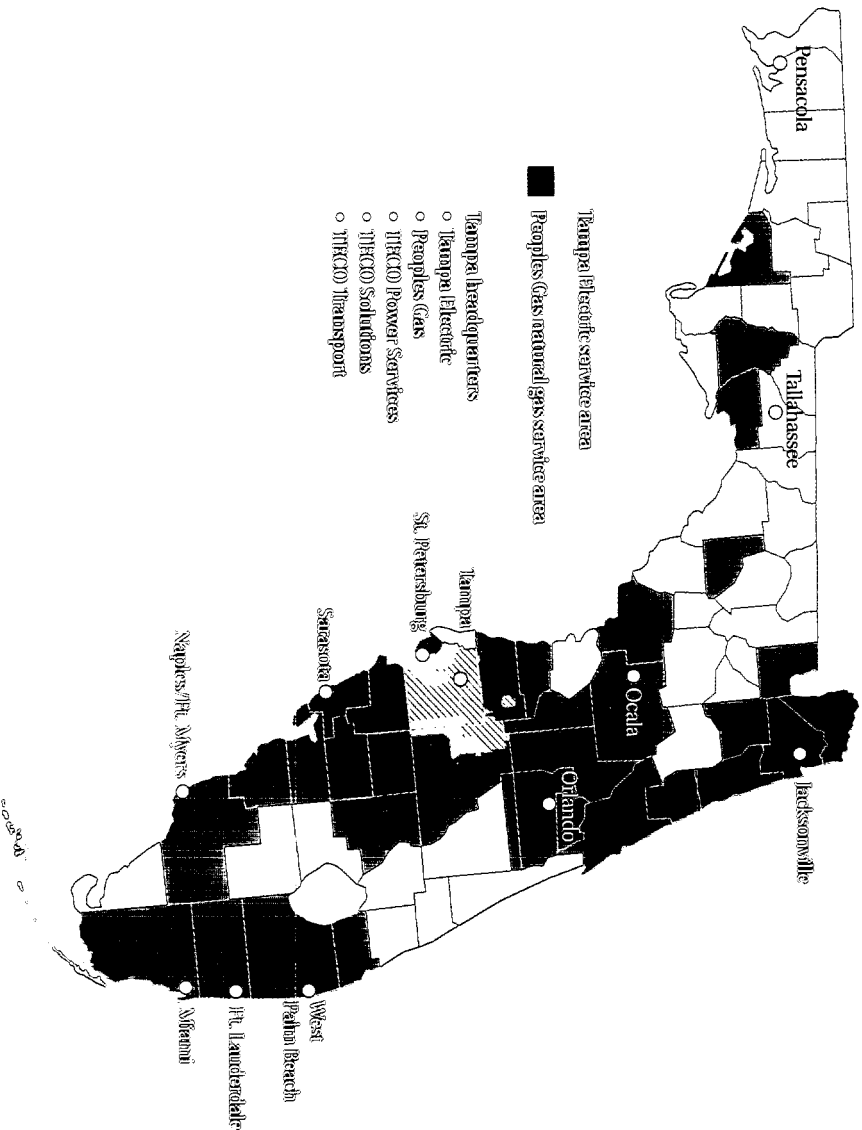 Pensacola
Tallahassee
Jacksonville
Ocala
Orlando
Tampa
St. Petersburg
Sarasota
Naples/Ft. Myers
West
Palm Beach
Ft. Lauderdale
Miami
Tampa Electric service area
Peoples Gas natural gas service area
Tampa headquarters
○ Tampa Electric
○ Peoples Gas
○ TECO Power Services
○ TECO Solutions
○ TECO Transport